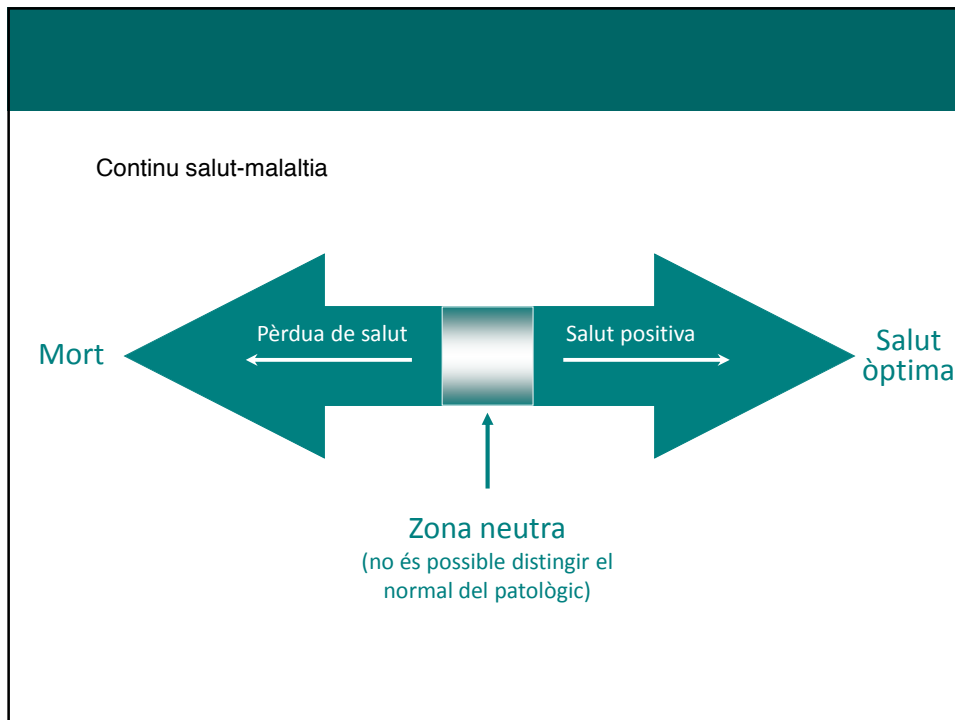 Continu salut-malaltia
Mort
Pèrdua de salut
Salut positiva
Salut
òptima
Zona neutra
(no és possible distingir el
normal del patològic)